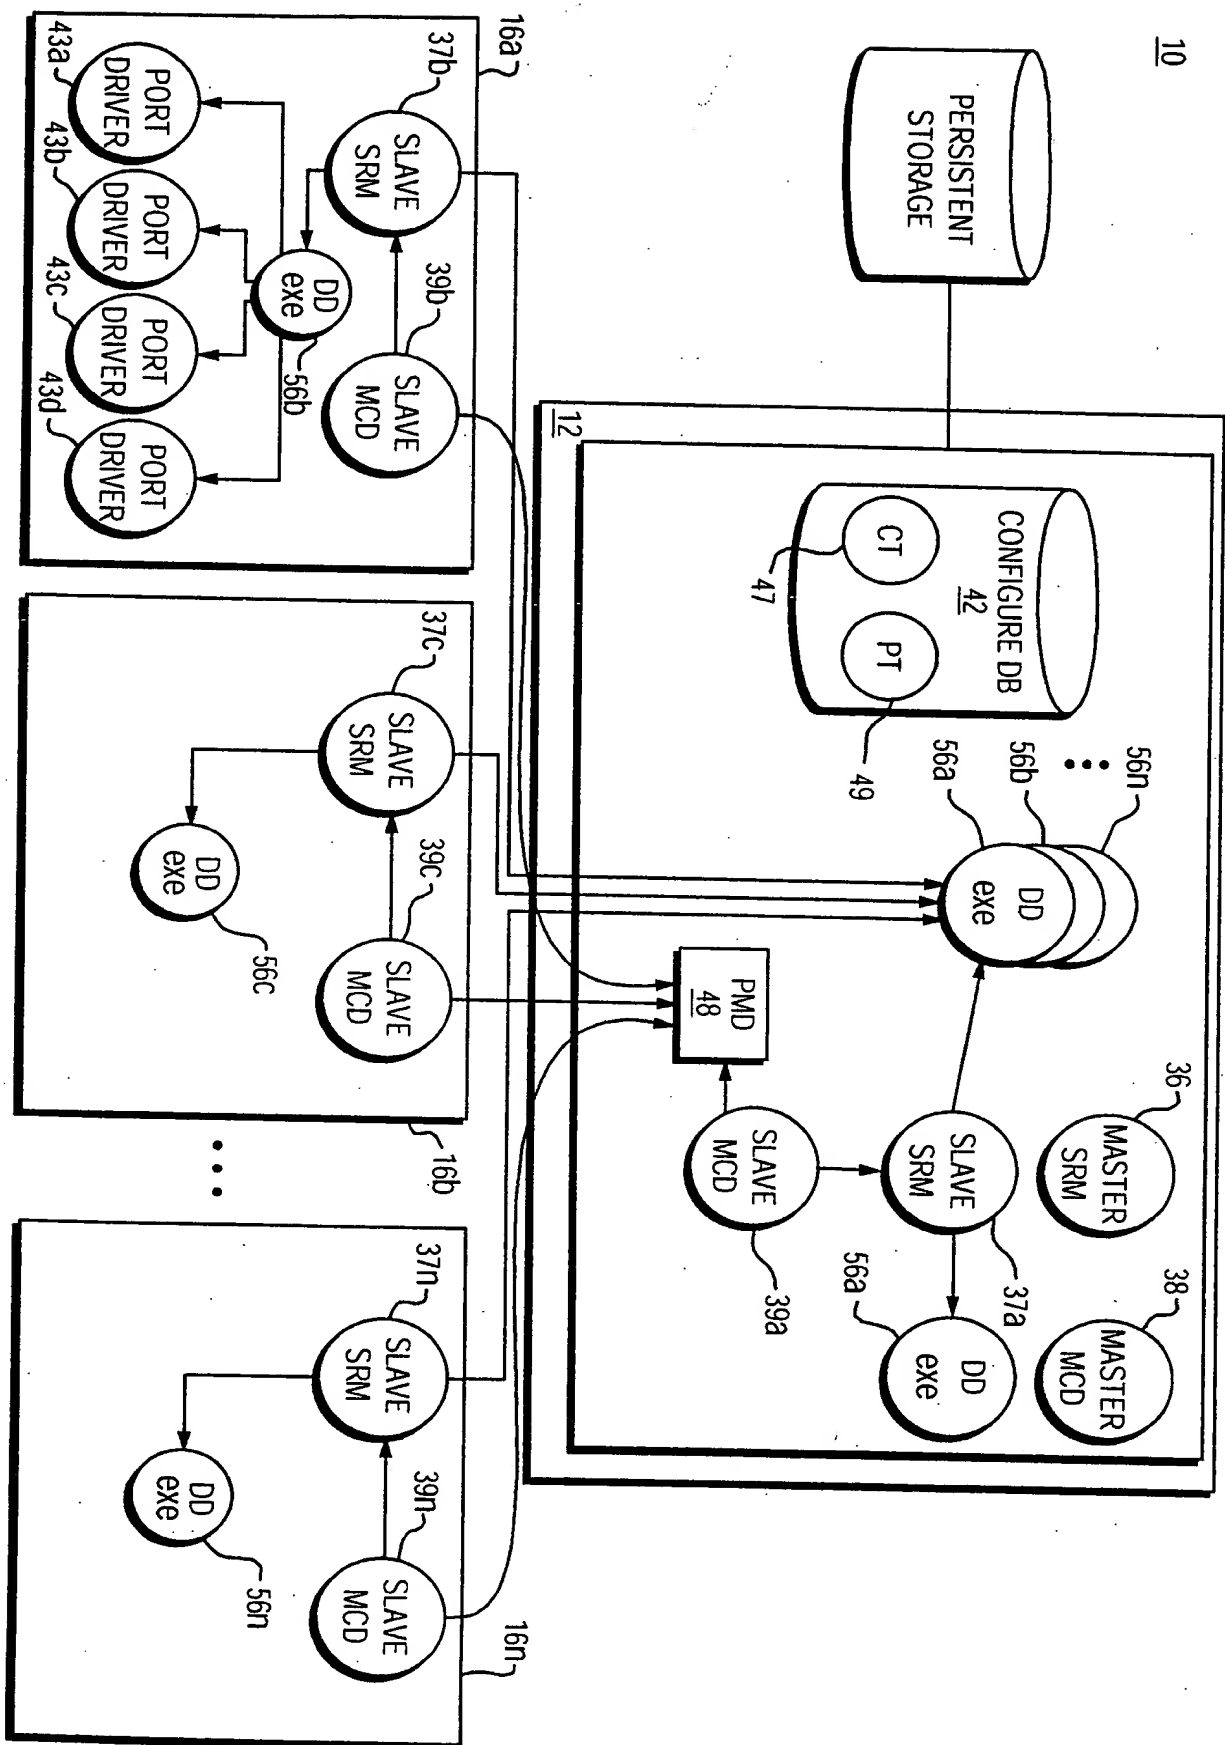 10
PERSISTENT
STORAGE
12
CONFIGURE DB
42
CT
PT
47
49
56n
56b
56a
DD
exe
PMD
48
36
MASTER
SRM
38
MASTER
MCD
SLAVE
SRM
37a
SLAVE
MCD
39a
56a
DD
exe
16a
37b
SLAVE
SRM
39b
SLAVE
MCD
DD
exe
56b
43a
PORT
DRIVER
43b
PORT
DRIVER
43c
PORT
DRIVER
43d
PORT
DRIVER
37c
SLAVE
SRM
39c
SLAVE
MCD
DD
exe
56c
16b
37n
SLAVE
SRM
39n
SLAVE
MCD
DD
exe
56n
16n